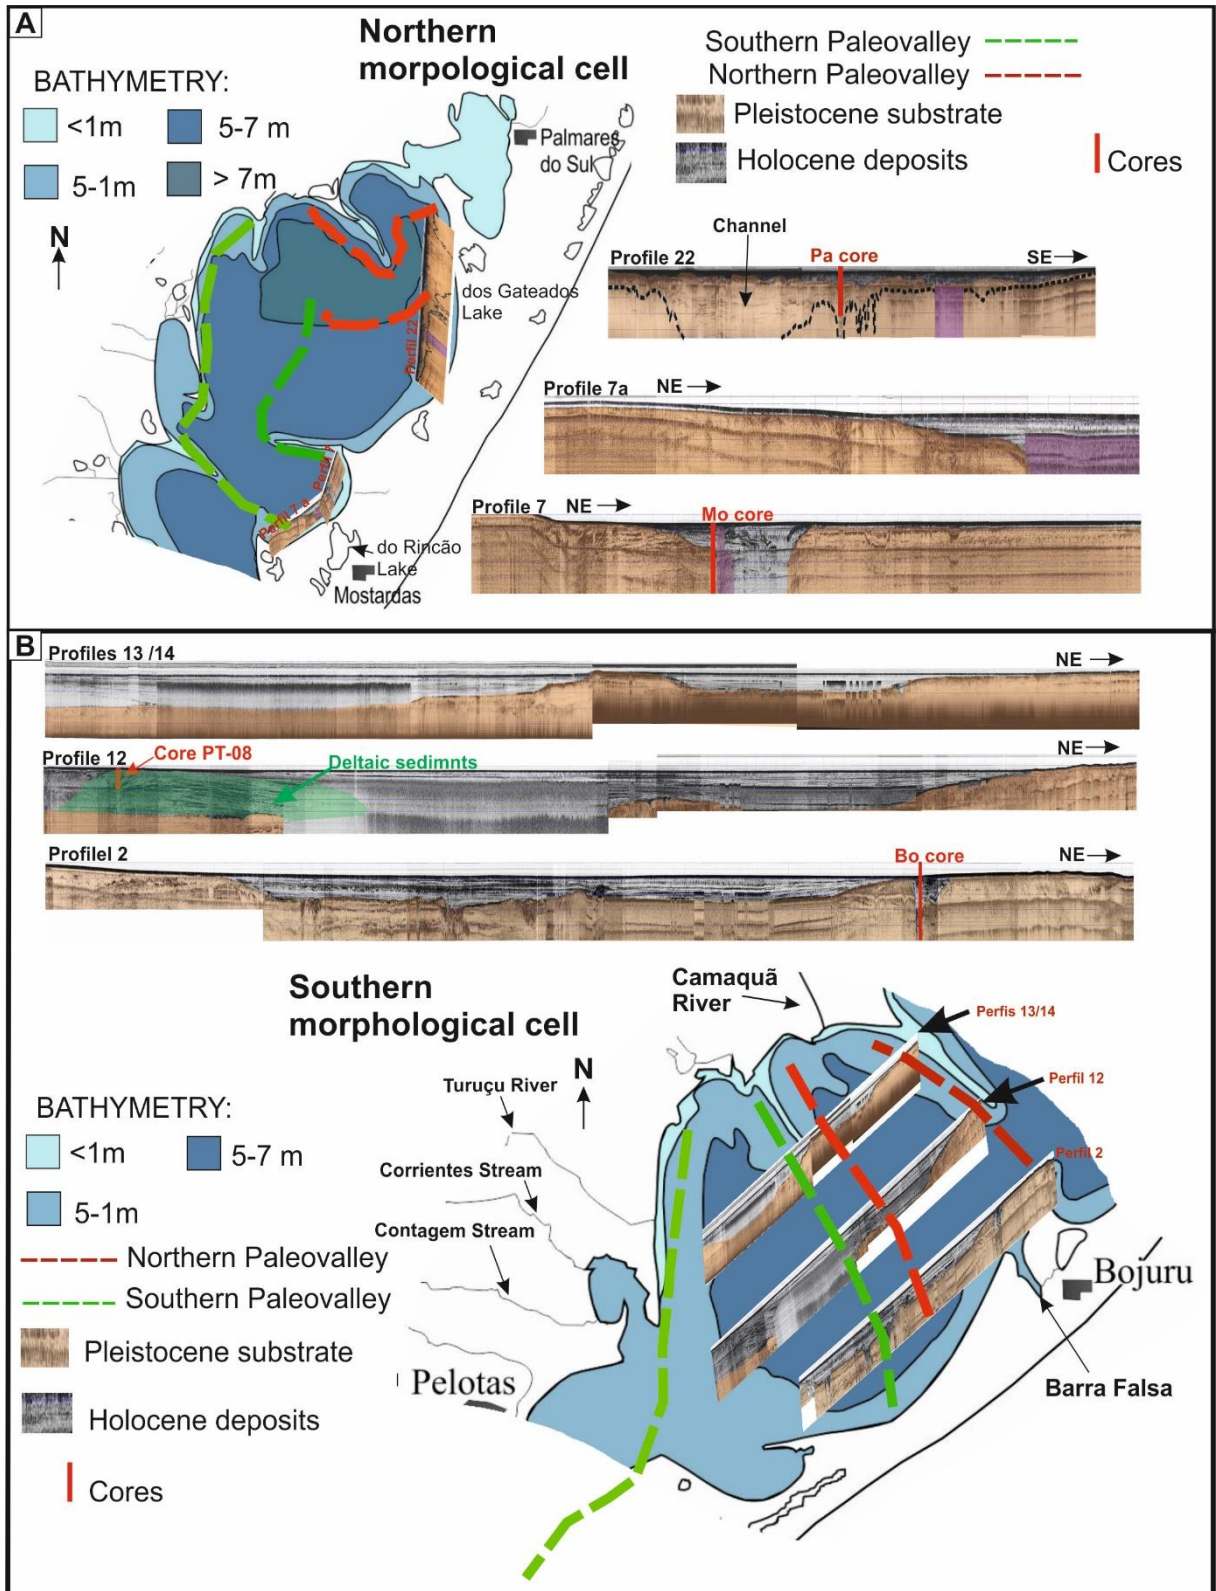 A
Northern
morpological cell
BATHYMETRY:
<1m
5-7 m
5-1m
> 7m
N
Southern Paleovalley
Northern Paleovalley
Pleistocene substrate
Holocene deposits
Cores
Palmares
do Sul
dos Gateados
Lake
Perfil 22
Perfil 7 a
do Rincão
Lake
Mostardas
Channel
Profile 22
Pa core
SE
Profile 7a
NE
Profile 7
NE
Mo core
B
Profiles 13 /14
NE
Profile 12
Core PT-08
Deltaic sedimnts
NE
Profilel 2
Bo core
NE
Southern
morphological cell
Camaquã
River
Perfis 13/14
N
Turuçu River
Perfil 12
BATHYMETRY:
<1m
5-7 m
5-1m
Perfil 2
Corrientes Stream
Contagem Stream
Northern Paleovalley
Southern Paleovalley
Pleistocene substrate
Holocene deposits
Cores
Bojuru
Pelotas
Barra Falsa